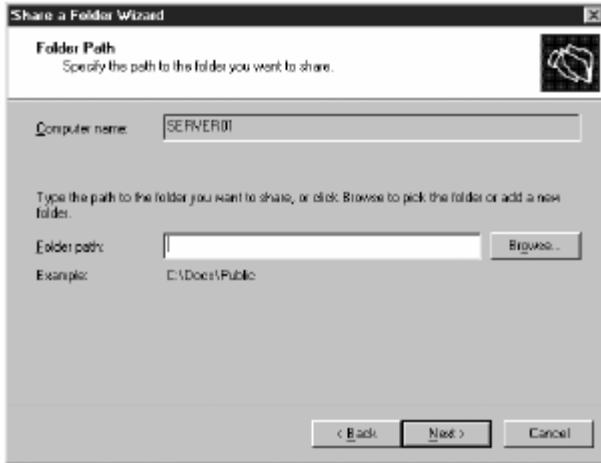 Share a Folder Wizard
Folder Path
Specify the path to the folder you want to share.
Computer name: SERVER01
Type the path to the folder you want to share, or click Browse to pick the folder or add a new
folder.
Folder path: Browse...
Example: C:\Docs\Public
< Back Next > Cancel